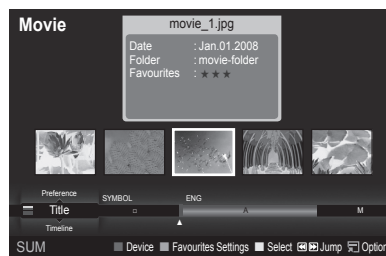 Movie
movie_1.jpg
Date : Jan.01.2008
Folder : movie-folder
Favourites : ★ ★ ★
Preference
Title
Timeline
SYMBOL ENG
A M
SUM Device Favourites Settings Select Jump Option